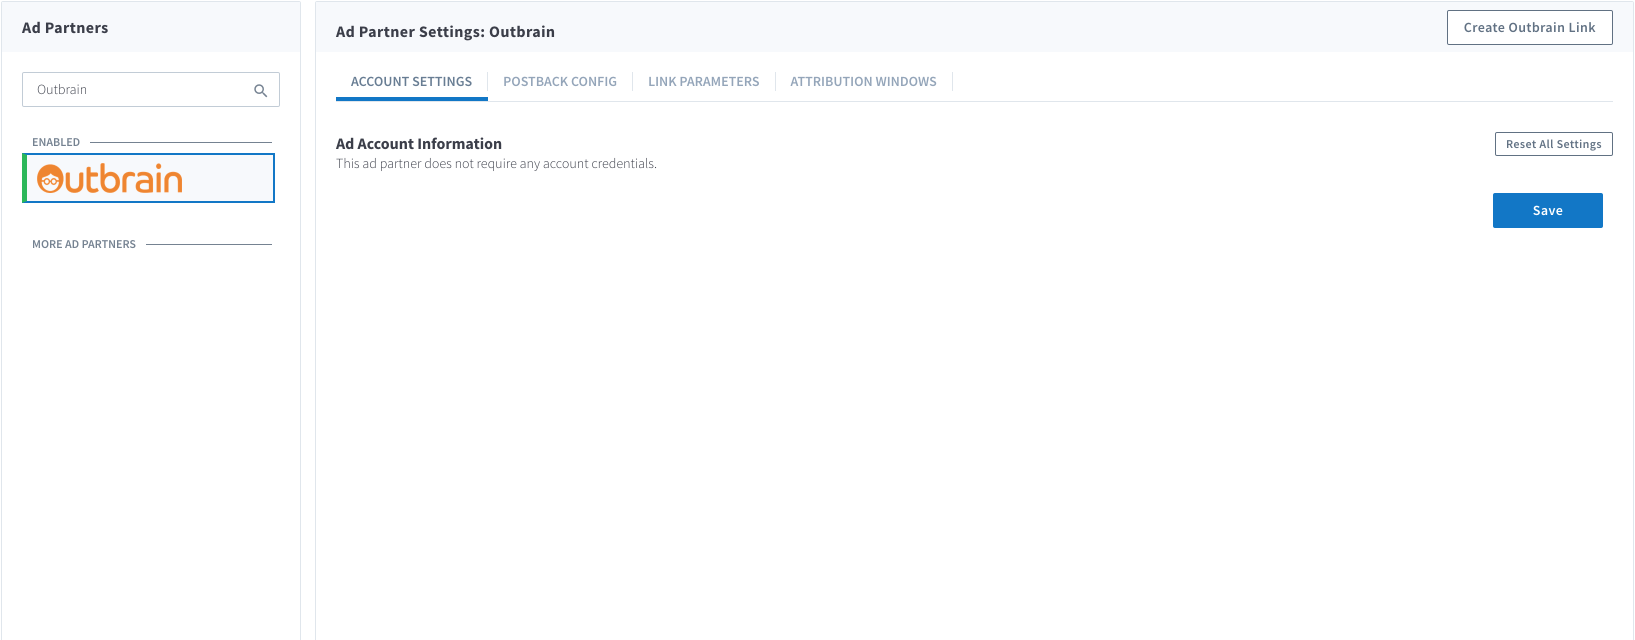 Ad Partners
Outbrain
ENABLED
Outbrain
MORE AD PARTNERS
Ad Partner Settings: Outbrain
Create Outbrain Link
ACCOUNT SETTINGS
POSTBACK CONFIG
LINK PARAMETERS
ATTRIBUTION WINDOWS
Ad Account Information
This ad partner does not require any account credentials.
Reset All Settings
Save